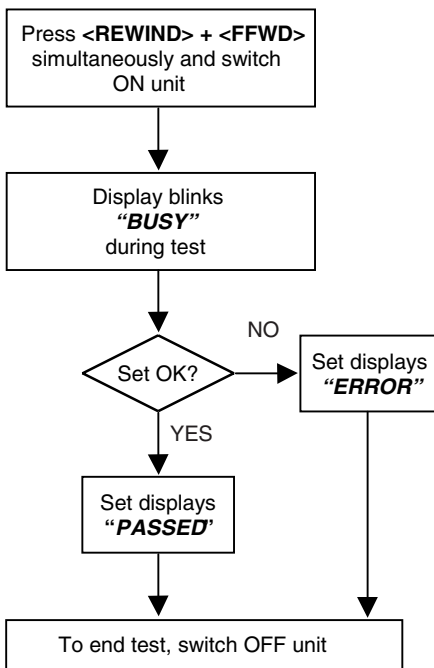 Press <REWIND> + <FFWD>
simultaneously and switch
ON unit
Display blinks
“BUSY”
during test
NO
Set OK?
Set displays
“ERROR”
YES
Set displays
“PASSED”
To end test, switch OFF unit